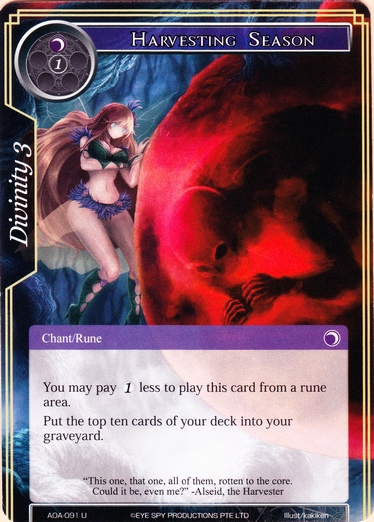 1
HARVESTING SEASON
Divinity 3
Chant/Rune
You may pay 1 less to play this card from a rune
area.
Put the top ten cards of your deck into your
graveyard.
“This one, that one, all of them, rotten to the core.
Could it be, even me?” -Alseid, the Harvester
AOA-091 U ©EYE SPY PRODUCTIONS PTE LTD Illust/kakiken